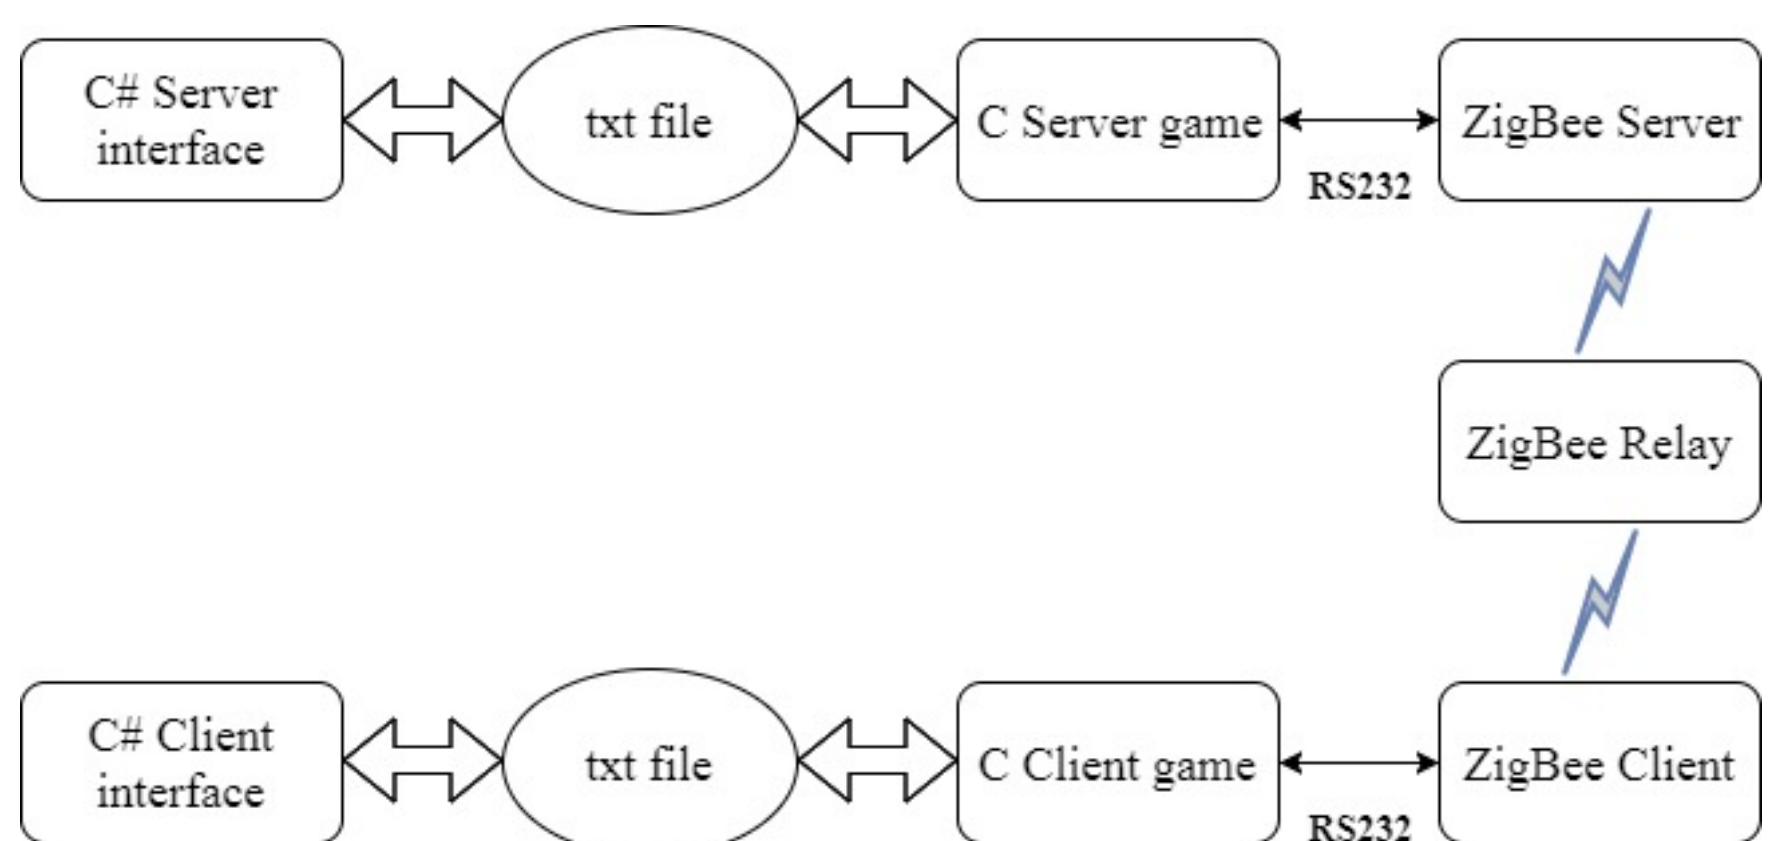 C# Server
interface
txt file
C Server game
RS232
ZigBee Server
ZigBee Relay
C# Client
interface
txt file
C Client game
RS232
ZigBee Client